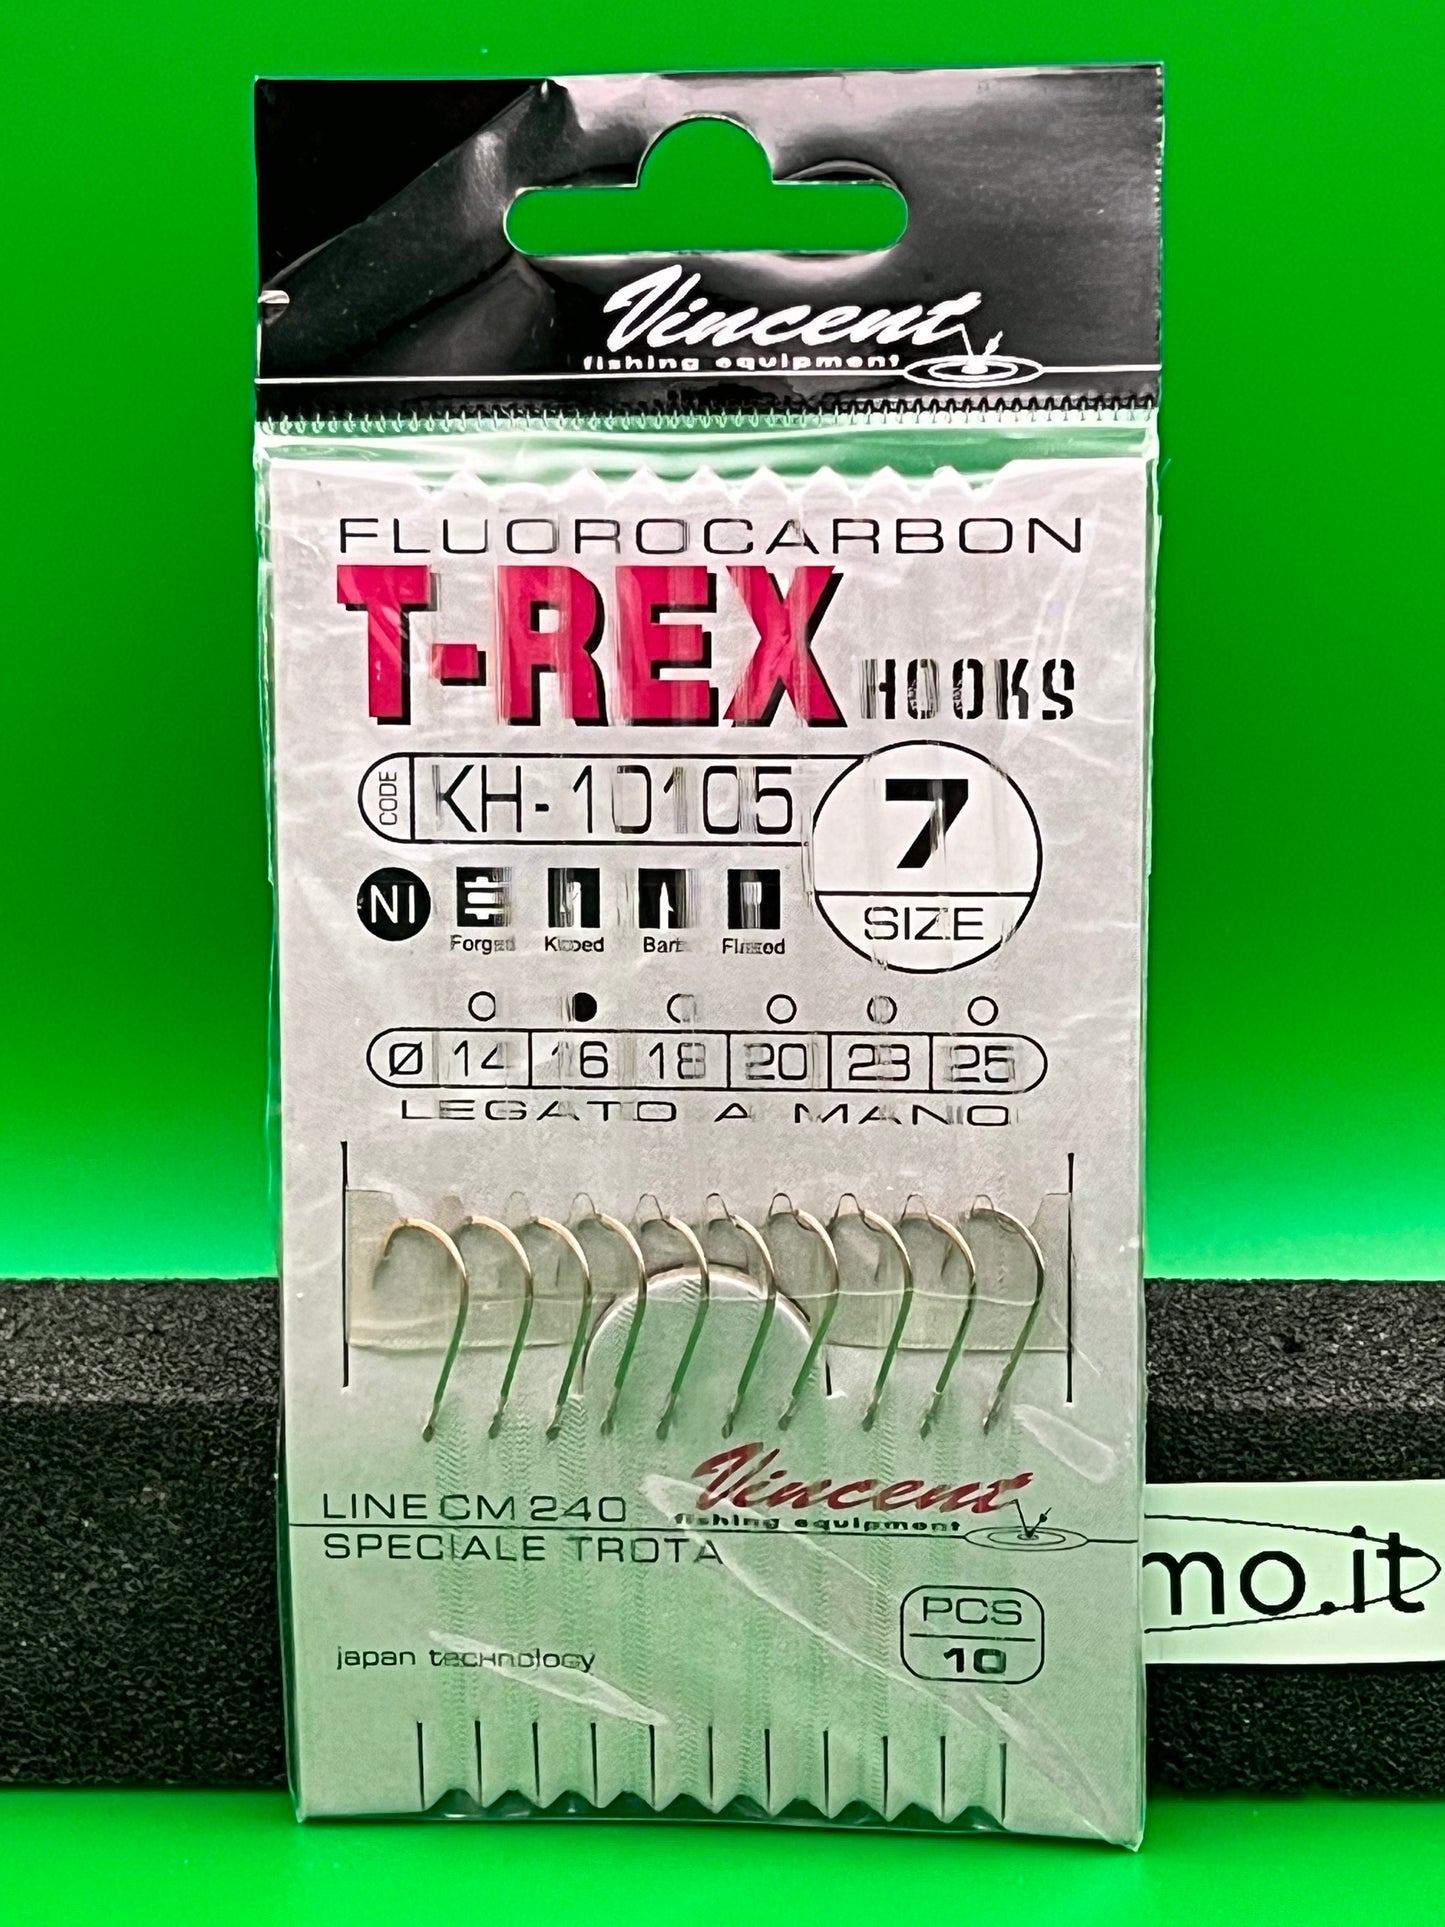 Vincent
fishing equipment
FLUOROCARBON
T-REX HOOKS
CODE KH-10105
7
SIZE
NI
Forged Kirbed Barb Flatted
Ø 14 16 18 20 23 25
LEGATO A MANO
Vincent
fishing equipment
LINE CM 240
SPECIALE TROTA
mo.it
PCS
10
japan technology